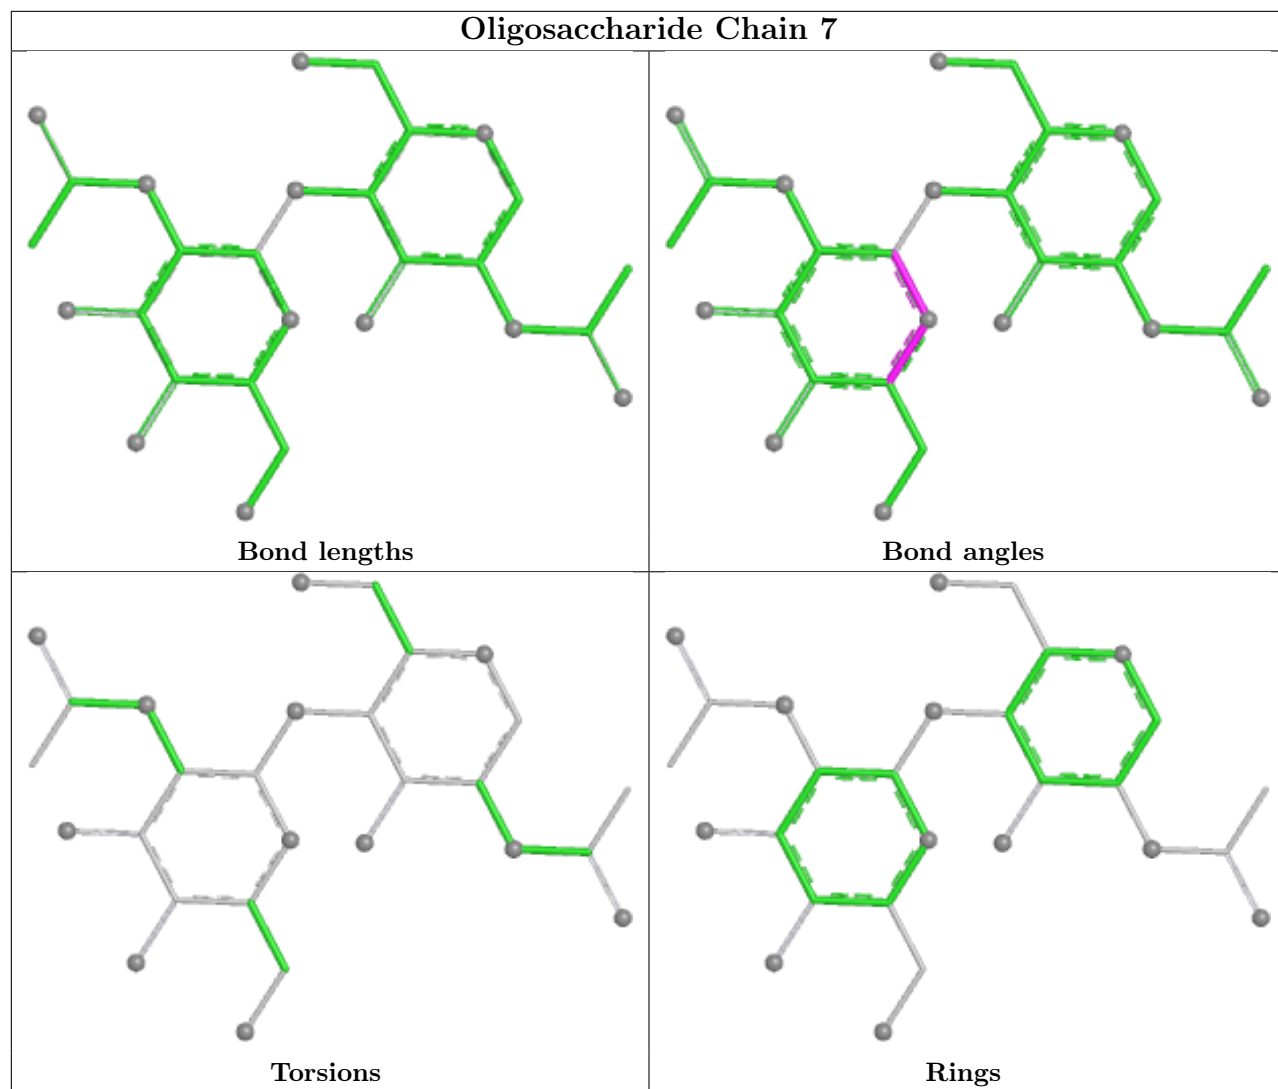 Oligosaccharide Chain 7
Bond lengths
Bond angles
Torsions
Rings